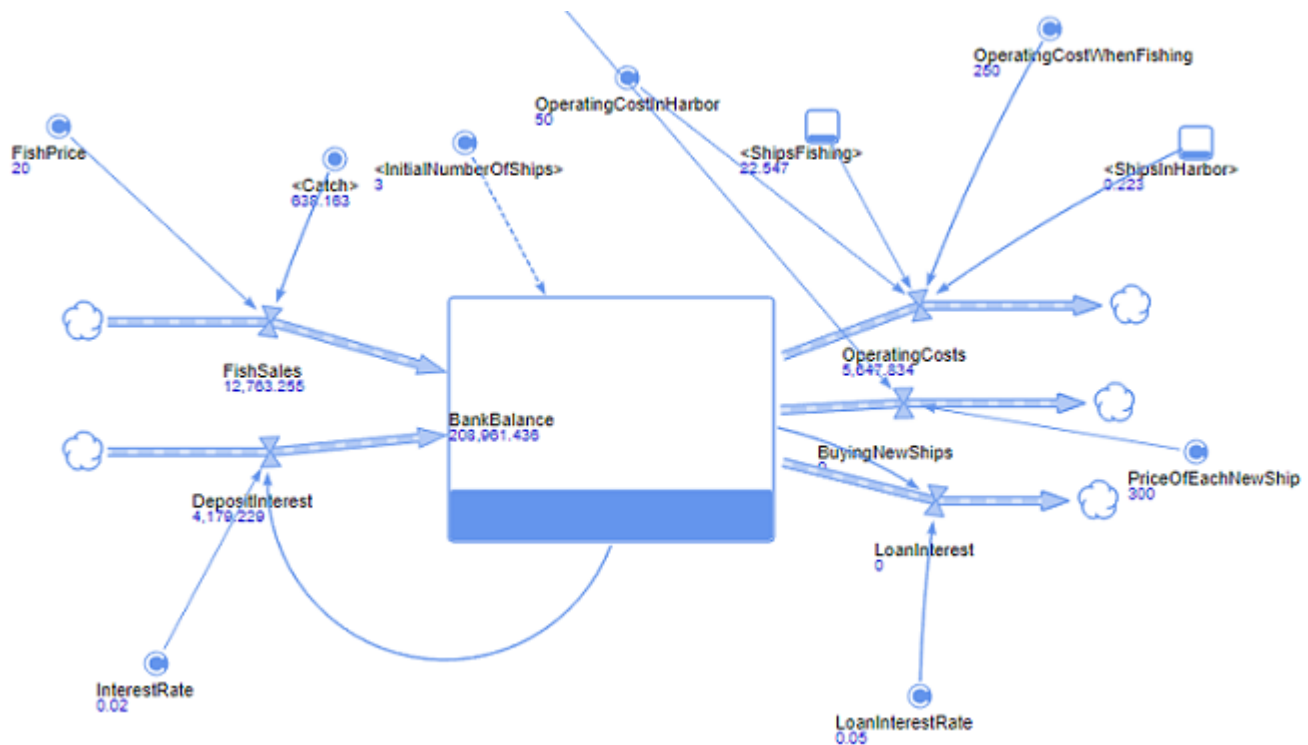 OperatingCostWhenFishing
250
OperatingCostInHarbor
50
FishPrice
20
<Catch>
638.163
<InitialNumberOfShips>
3
<ShipsFishing>
22.547
<ShipsInHarbor>
0.223
FishSales
12,763.255
OperatingCosts
5,647.834
BankBalance
208,961.436
BuyingNewShips
0
PriceOfEachNewShip
300
DepositInterest
4,179.229
LoanInterest
0
InterestRate
0.02
LoanInterestRate
0.05